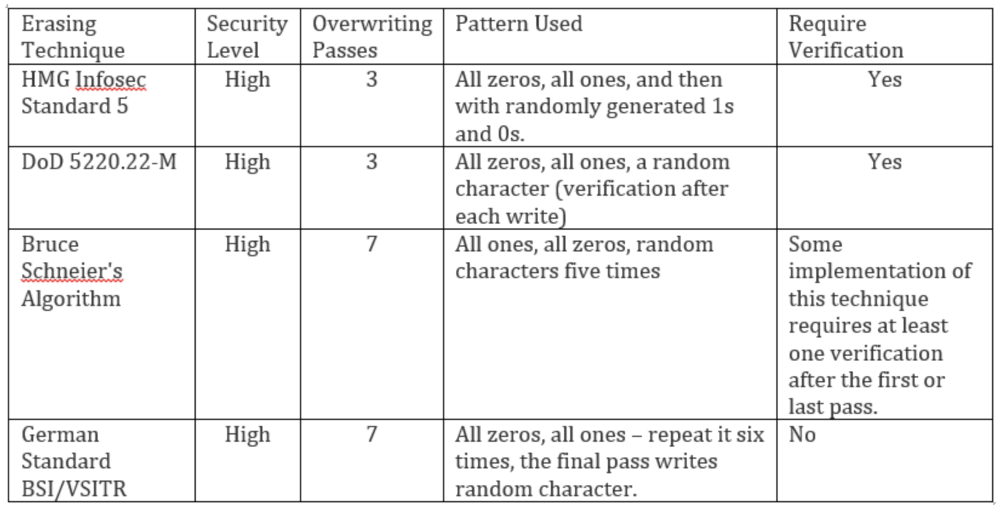 Erasing Technique
Security Level
Overwriting Passes
Pattern Used
Require Verification
HMG Infosec Standard 5
High
3
All zeros, all ones, and then
with randomly generated 1s
and 0s.
Yes
DoD 5220.22-M
High
3
All zeros, all ones, a random
character (verification after
each write)
Yes
Bruce
Schneier's
Algorithm
High
7
All ones, all zeros, random
characters five times
Some
implementation of
this technique
requires at least
one verification
after the first or
last pass.
German
Standard
BSI/VSITR
High
7
All zeros, all ones – repeat it six
times, the final pass writes
random character.
No